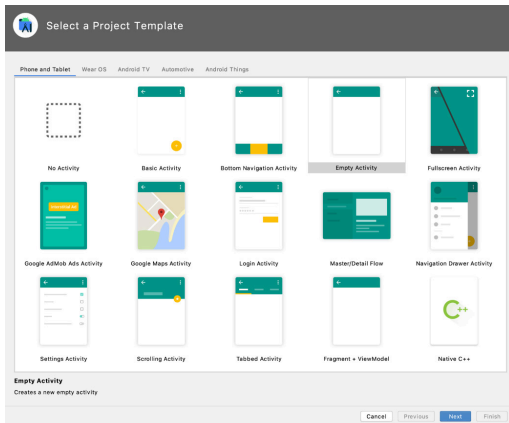 Select a Project Template
Phone and Tablet Wear OS Android TV Automotive Android Things
No Activity Basic Activity Bottom Navigation Activity Empty Activity Fullscreen Activity
Google AdMob Ads Activity Google Maps Activity Login Activity Master/Detail Flow Navigation Drawer Activity
C++
Settings Activity Scrolling Activity Tabbed Activity Fragment + ViewModel Native C++
Empty Activity
Creates a new empty activity
Cancel Previous Next Finish